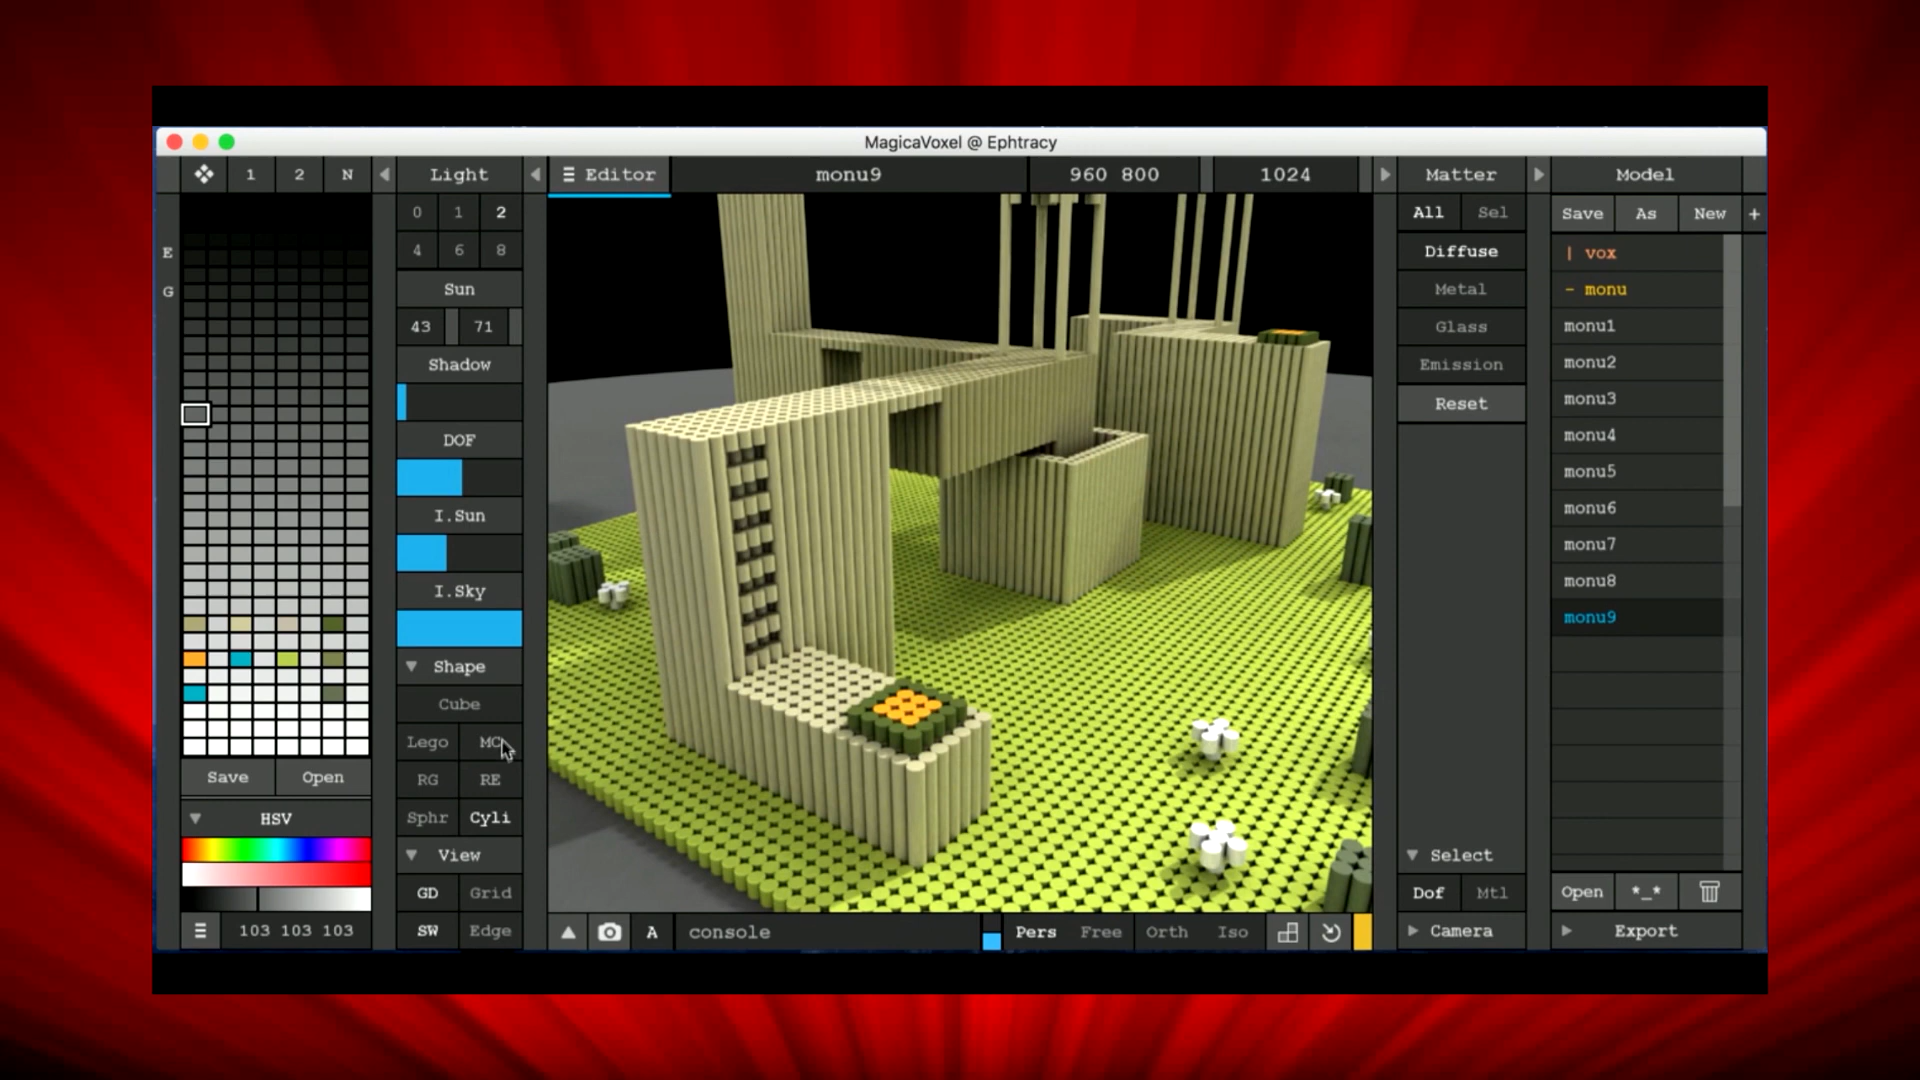 MagicaVoxel @ Ephtracy
1 2 N Light Editor monu9 960 800 1024 Matter Model
E
G
0 1 2
4 6 8
Sun
43 71
Shadow
DOF
I.Sun
I.Sky
Shape
Cube
Lego MC
RG RE
Sphr Cyli
View
GD Grid
SW Edge
Save Open
HSV
103 103 103
A console Pers Free Orth Iso
All Sel
Diffuse
Metal
Glass
Emission
Reset
Select
Dof Mtl
Camera
Save As New +
| vox
- monu
monu1
monu2
monu3
monu4
monu5
monu6
monu7
monu8
monu9
Open *_*
Export